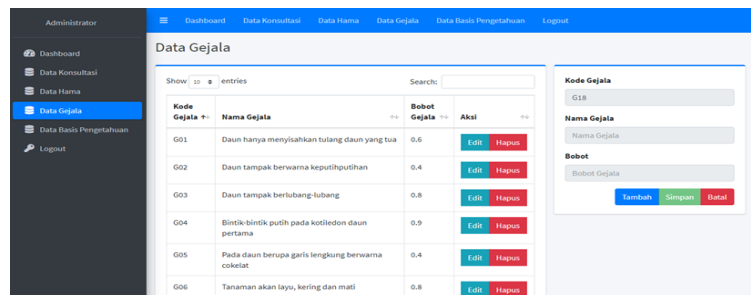 Administrator
Dashboard
Data Konsultasi
Data Hama
Data Gejala
Data Basis Pengetahuan
Logout
Dashboard Data Konsultasi Data Hama Data Gejala Data Basis Pengetahuan Logout
Data Gejala
Show 10 entries Search:
Kode Gejala Nama Gejala Bobot Gejala Aksi
G01 Daun hanya menyisahkan tulang daun yang tua 0.6 Edit Hapus
G02 Daun tampak berwarna keputihputihan 0.4 Edit Hapus
G03 Daun tampak berlubang-lubang 0.8 Edit Hapus
G04 Bintik-bintik putih pada kotiledon daun pertama 0.9 Edit Hapus
G05 Pada daun berupa garis lengkung berwarna cokelat 0.4 Edit Hapus
G06 Tanaman akan layu, kering dan mati 0.8 Edit Hapus
Kode Gejala
G18
Nama Gejala
Nama Gejala
Bobot
Bobot Gejala
Tambah Simpan Batal